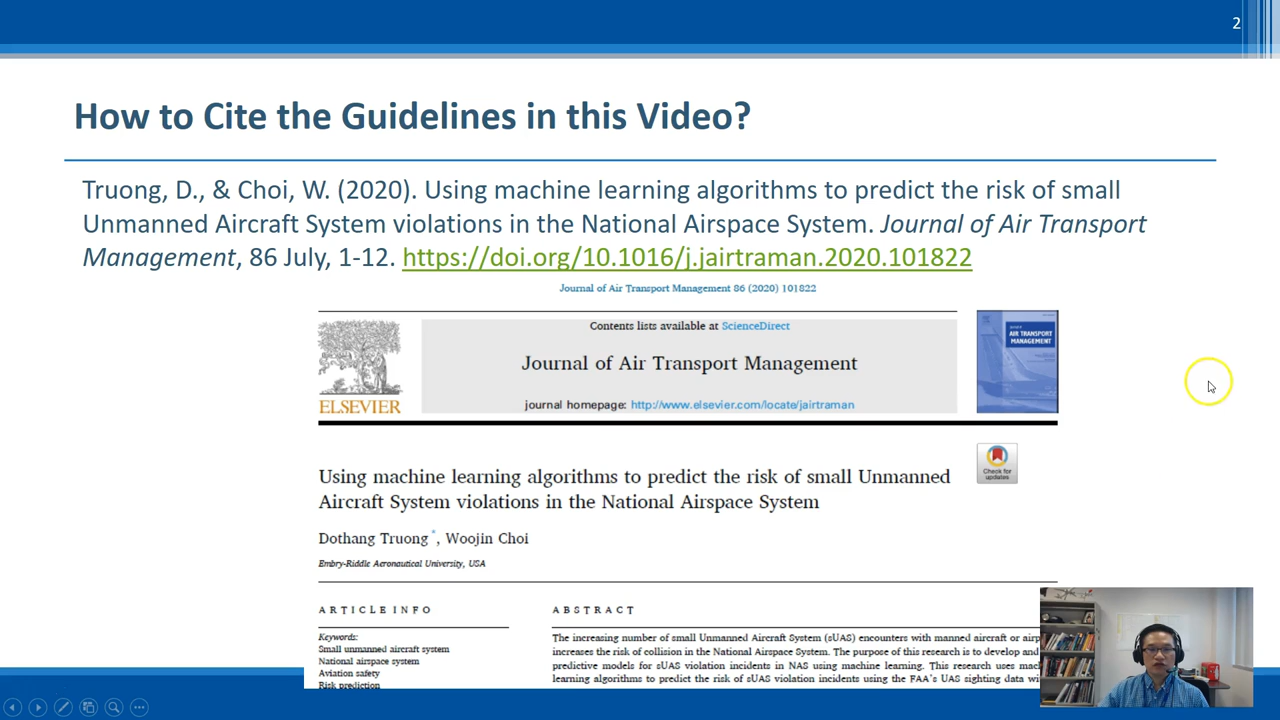 2
How to Cite the Guidelines in this Video?
Truong, D., & Choi, W. (2020). Using machine learning algorithms to predict the risk of small
Unmanned Aircraft System violations in the National Airspace System. Journal of Air Transport
Management, 86 July, 1-12. https://doi.org/10.1016/j.jairtraman.2020.101822
Journal of Air Transport Management 86 (2020) 101822
Contents lists available at ScienceDirect
Journal of Air Transport Management
journal homepage: http://www.elsevier.com/locate/jairtraman
ELSEVIER
AIR TRANSPORT
MANAGEMENT
Check for
updates
Using machine learning algorithms to predict the risk of small Unmanned
Aircraft System violations in the National Airspace System
Dothang Truong*, Woojin Choi
Embry-Riddle Aeronautical University, USA
ARTICLE INFO
Keywords:
Small unmanned aircraft system
National airspace system
Aviation safety
Risk prediction
ABSTRACT
The increasing number of small Unmanned Aircraft System (sUAS) encounters with manned aircraft or airp
increases the risk of collision in the National Airspace System. The purpose of this research is to develop and
predictive models for sUAS violation incidents in NAS using machine learning. This research uses mac
learning algorithms to predict the risk of sUAS violation incidents using the FAA's UAS sighting data wi